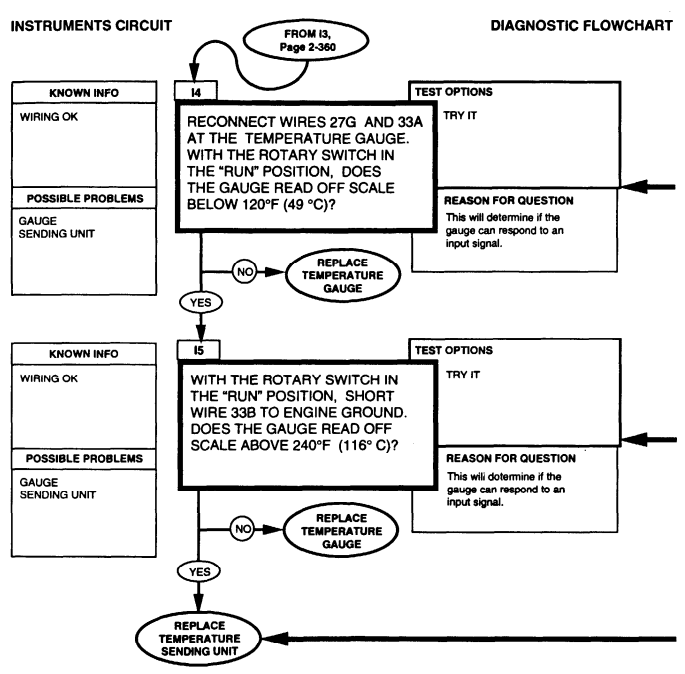 INSTRUMENTS CIRCUIT
DIAGNOSTIC FLOWCHART
FROM I3,
Page 2-360
KNOWN INFO
WIRING OK
POSSIBLE PROBLEMS
GAUGE
SENDING UNIT
I4
RECONNECT WIRES 27G AND 33A
AT THE TEMPERATURE GAUGE.
WITH THE ROTARY SWITCH IN
THE "RUN" POSITION, DOES
THE GAUGE READ OFF SCALE
BELOW 120°F (49 °C)?
TEST OPTIONS
TRY IT
REASON FOR QUESTION
This will determine if the
gauge can respond to an
input signal.
NO
REPLACE
TEMPERATURE
GAUGE
YES
KNOWN INFO
WIRING OK
POSSIBLE PROBLEMS
GAUGE
SENDING UNIT
I5
WITH THE ROTARY SWITCH IN
THE "RUN" POSITION, SHORT
WIRE 33B TO ENGINE GROUND.
DOES THE GAUGE READ OFF
SCALE ABOVE 240°F (116° C)?
TEST OPTIONS
TRY IT
REASON FOR QUESTION
This will determine if the
gauge can respond to an
input signal.
NO
REPLACE
TEMPERATURE
GAUGE
YES
REPLACE
TEMPERATURE
SENDING UNIT